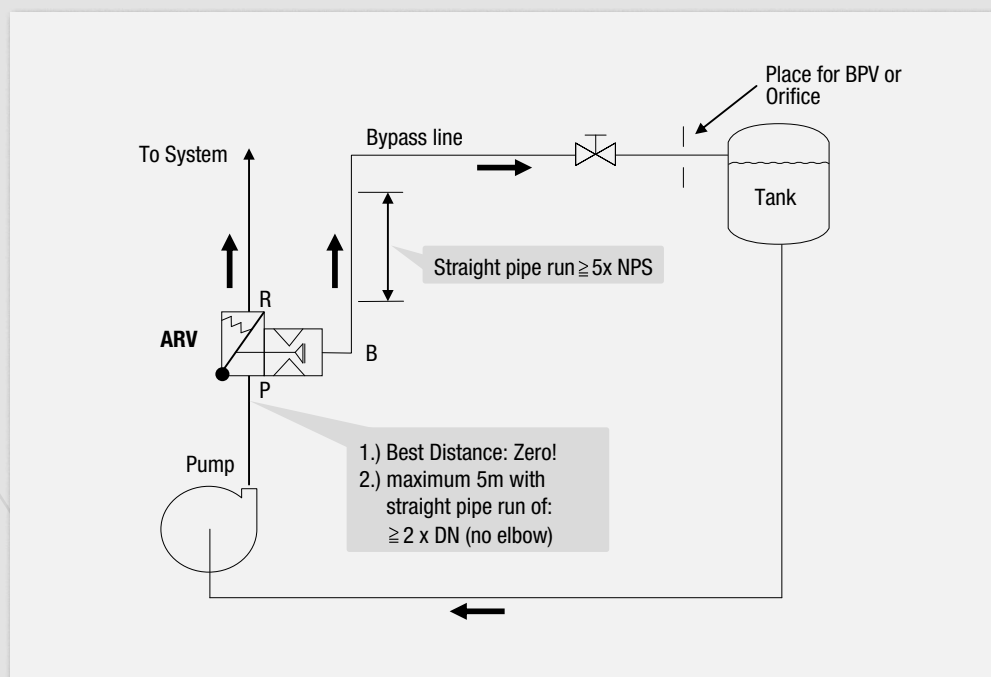 Place for BPV or
Orifice
Bypass line
To System
Tank
Straight pipe run ≧ 5x NPS
R
ARV
B
P
1.) Best Distance: Zero!
2.) maximum 5m with
straight pipe run of:
≧ 2 x DN (no elbow)
Pump